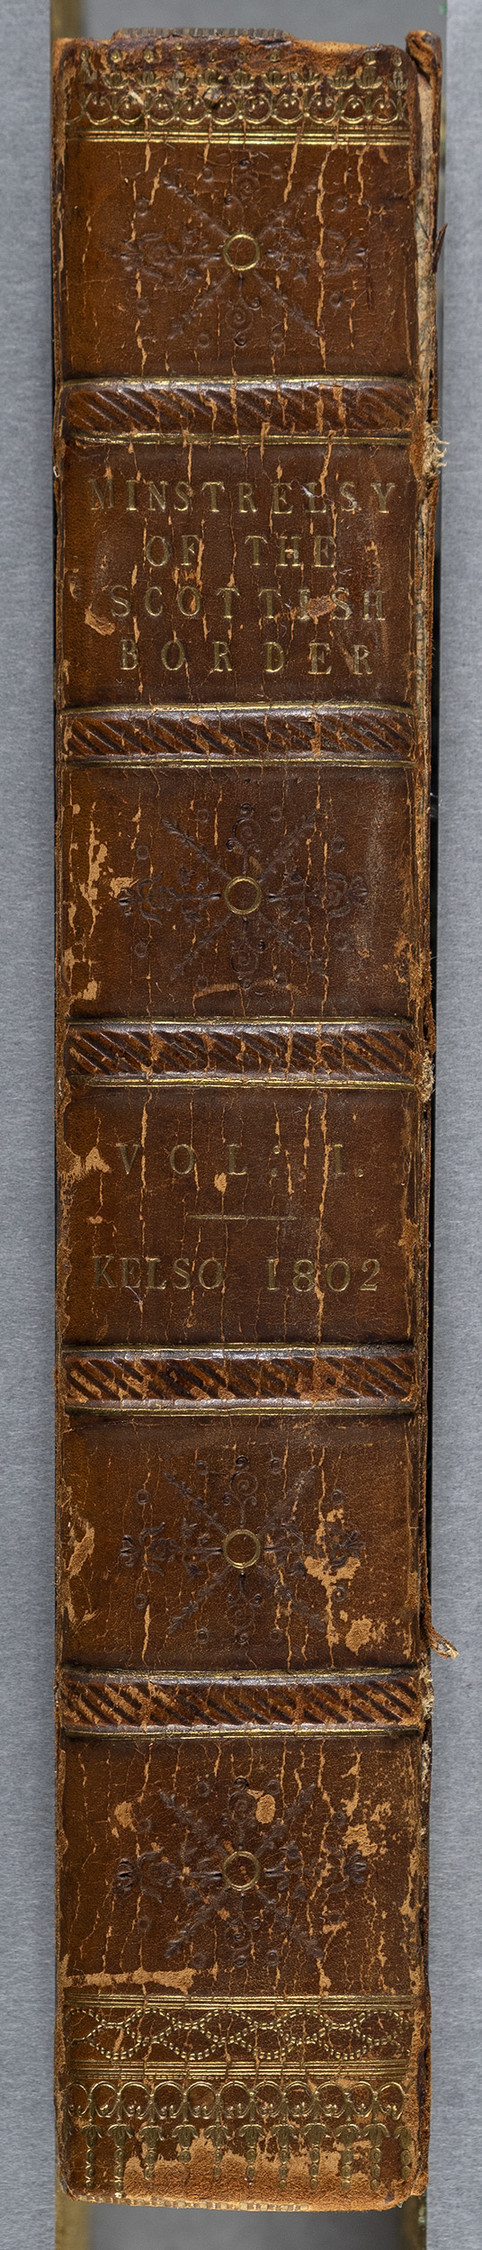 MINSTRELSY
OF THE
SCOTTISH
BORDER
VOL: I.
KELSO 1802